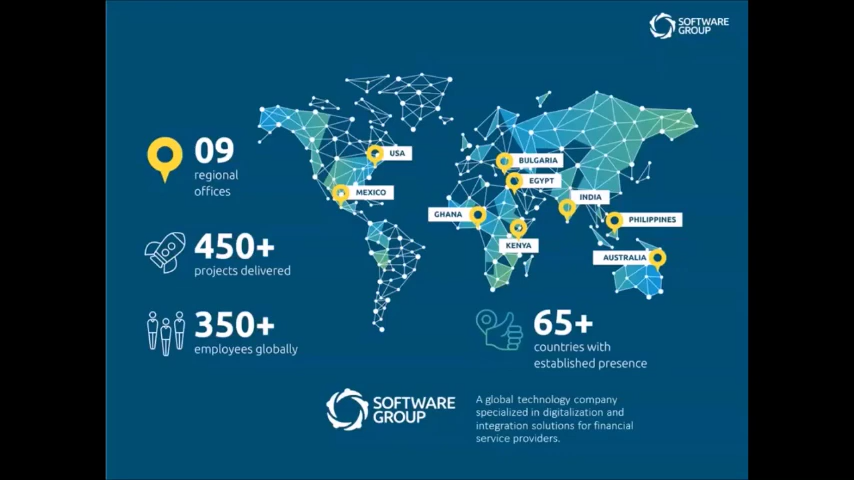 SOFTWARE
GROUP
09
regional
offices
450+
projects delivered
350+
employees globally
USA
MEXICO
BULGARIA
EGYPT
INDIA
GHANA
PHILIPPINES
KENYA
AUSTRALIA
65+
countries with
established presence
SOFTWARE
GROUP
A global technology company
specialized in digitalization and
integration solutions for financial
service providers.